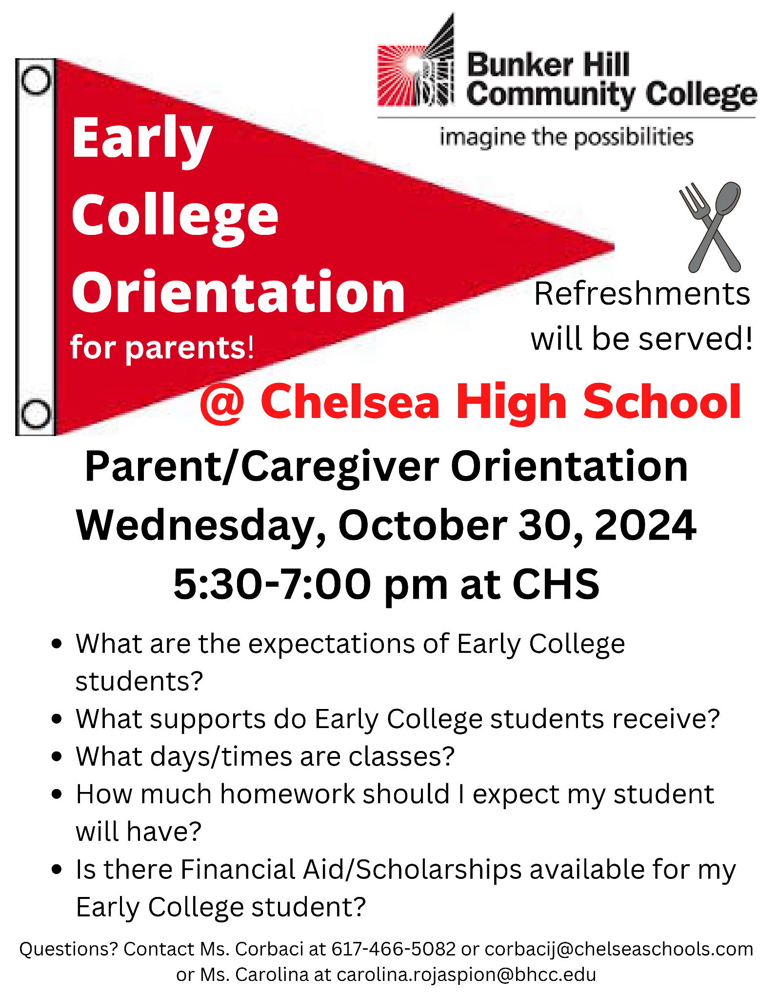 Bunker Hill
Community College
imagine the possibilities
Early
College
Orientation
for parents!
Refreshments
will be served!
@ Chelsea High School
Parent/Caregiver Orientation
Wednesday, October 30, 2024
5:30-7:00 pm at CHS
• What are the expectations of Early College
students?
• What supports do Early College students receive?
• What days/times are classes?
• How much homework should I expect my student
will have?
• Is there Financial Aid/Scholarships available for my
Early College student?
Questions? Contact Ms. Corbaci at 617-466-5082 or corbacij@chelseaschools.com
or Ms. Carolina at carolina.rojaspion@bhcc.edu